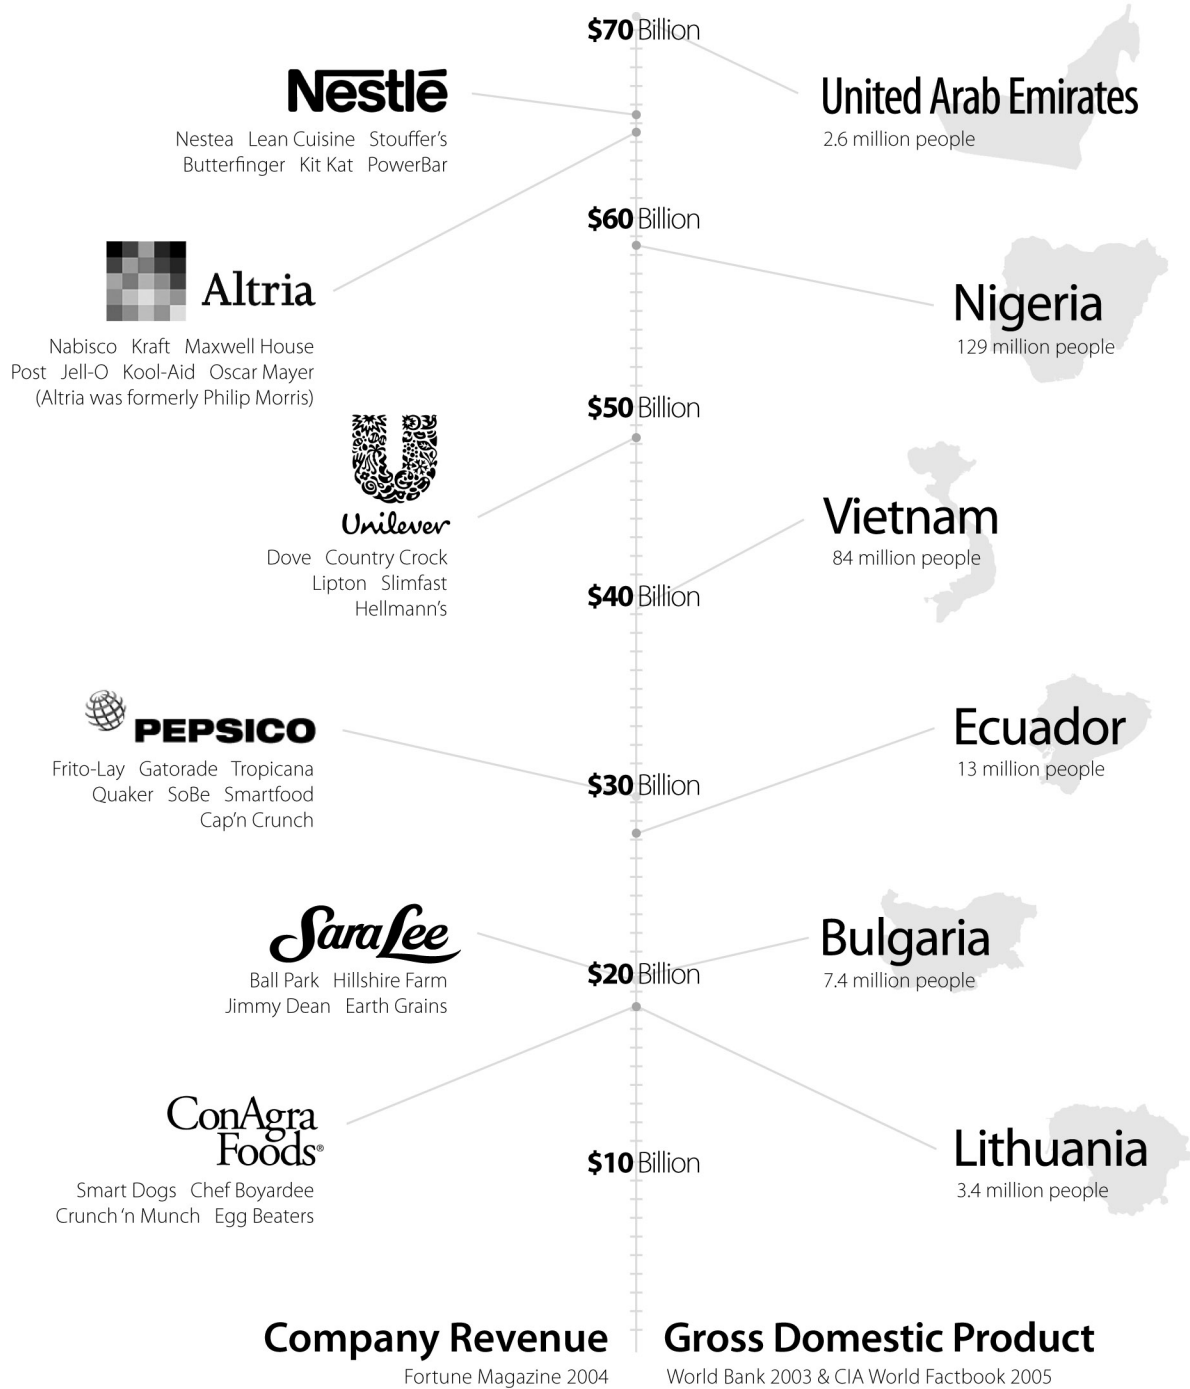 $70 Billion
Nestlé
Nestea Lean Cuisine Stouffer's
Butterfinger Kit Kat PowerBar
United Arab Emirates
2.6 million people
$60 Billion
Altria
Nabisco Kraft Maxwell House
Post Jell-O Kool-Aid Oscar Mayer
(Altria was formerly Philip Morris)
Nigeria
129 million people
$50 Billion
Unilever
Dove Country Crock
Lipton Slimfast
Hellmann's
Vietnam
84 million people
$40 Billion
PEPSICO
Frito-Lay Gatorade Tropicana
Quaker SoBe Smartfood
Cap'n Crunch
Ecuador
13 million people
$30 Billion
Sara Lee
Ball Park Hillshire Farm
Jimmy Dean Earth Grains
Bulgaria
7.4 million people
$20 Billion
ConAgra
Foods®
Smart Dogs Chef Boyardee
Crunch 'n Munch Egg Beaters
Lithuania
3.4 million people
$10 Billion
Company Revenue
Fortune Magazine 2004
Gross Domestic Product
World Bank 2003 & CIA World Factbook 2005